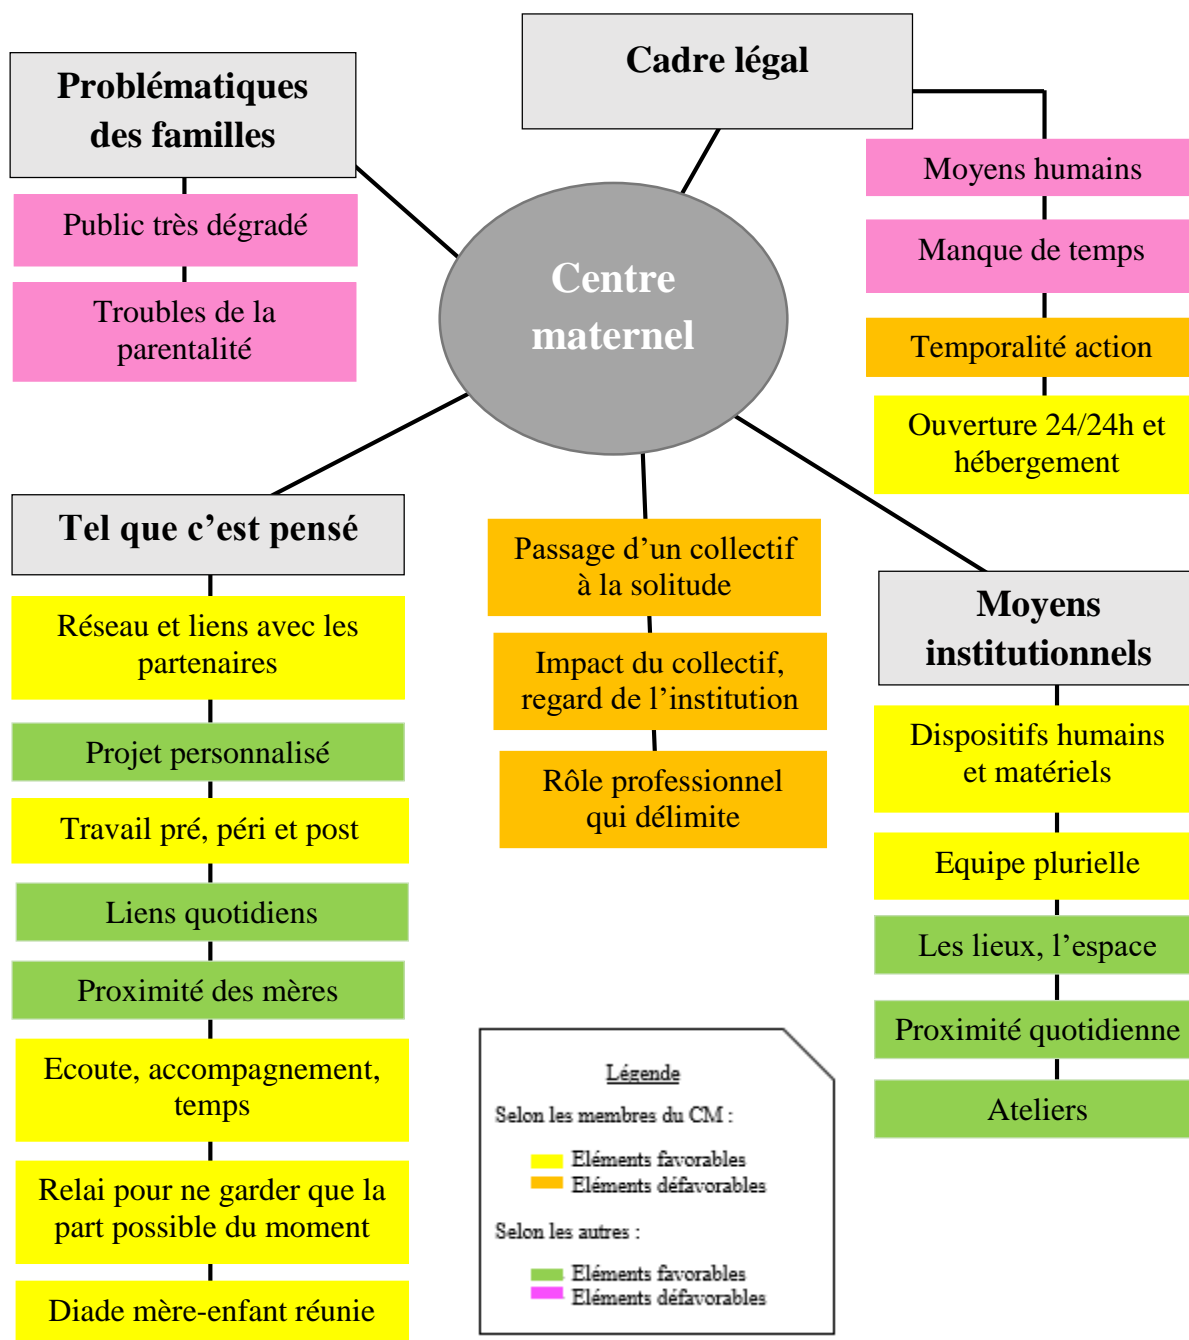 Problématiques
des familles
Public très dégradé
Troubles de la
parentalité
Cadre légal
Moyens humains
Manque de temps
Temporalité action
Ouverture 24/24h et
hébergement
Centre
maternel
Tel que c’est pensé
Réseau et liens avec les
partenaires
Projet personnalisé
Travail pré, péri et post
Liens quotidiens
Proximité des mères
Ecoute, accompagnement,
temps
Relai pour ne garder que la
part possible du moment
Diade mère-enfant réunie
Passage d’un collectif
à la solitude
Impact du collectif,
regard de l’institution
Rôle professionnel
qui délimite
Moyens
institutionnels
Dispositifs humains
et matériels
Equipe plurielle
Les lieux, l’espace
Proximité quotidienne
Ateliers
Légende
Selon les membres du CM :
Eléments favorables
Eléments défavorables
Selon les autres :
Eléments favorables
Eléments défavorables